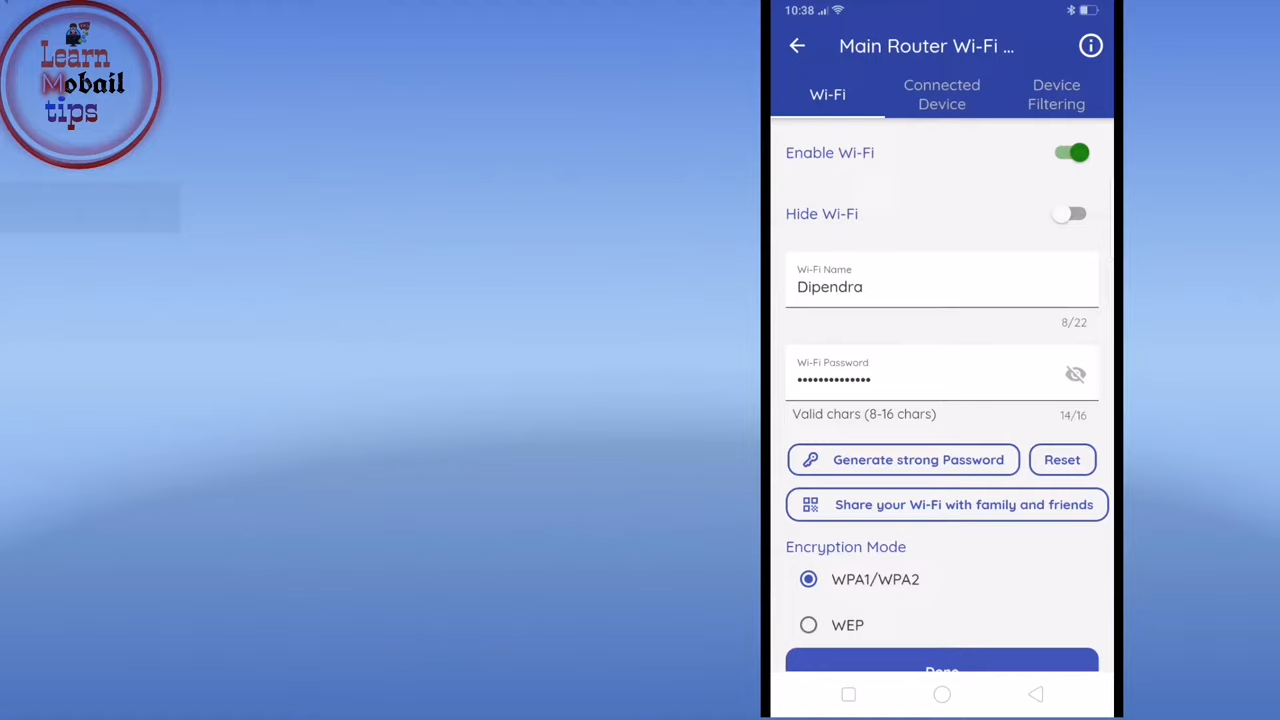 Learn
Mobail
tips
10:38
Main Router Wi-Fi ...
Wi-Fi
Connected
Device
Device
Filtering
Enable Wi-Fi
Hide Wi-Fi
Wi-Fi Name
Dipendra
8/22
Wi-Fi Password
••••••••••••••
Valid chars (8-16 chars)
14/16
Generate strong Password
Reset
Share your Wi-Fi with family and friends
Encryption Mode
WPA1/WPA2
WEP
Done